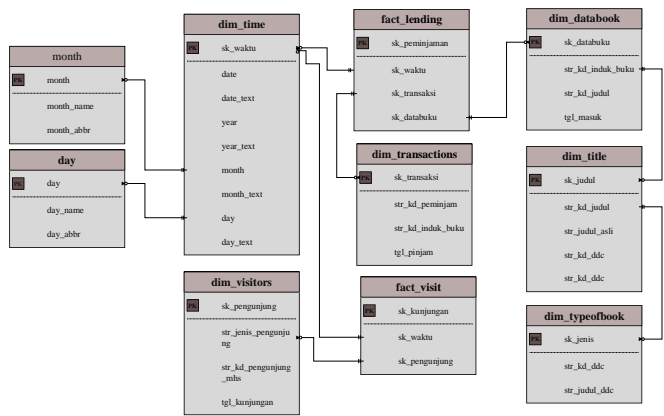 month
PK month
month_name
month_abbr
day
PK day
day_name
day_abbr
dim_time
PK sk_waktu
date
date_text
year
year_text
month
month_text
day
day_text
fact_lending
PK sk_peminjaman
sk_waktu
sk_transaksi
sk_databuku
dim_databook
PK sk_databuku
str_kd_induk_buku
str_kd_judul
tgl_masuk
dim_transactions
PK sk_transaksi
str_kd_peminjam
str_kd_induk_buku
tgl_pinjam
dim_title
PK sk_judul
str_kd_judul
str_judul_asli
str_kd_ddc
str_kd_ddc
dim_visitors
PK sk_pengunjung
str_jenis_pengunju
ng
str_kd_pengunjung
_mhs
tgl_kunjungan
fact_visit
PK sk_kunjungan
sk_waktu
sk_pengunjung
dim_typeofbook
PK sk_jenis
str_kd_ddc
str_judul_ddc